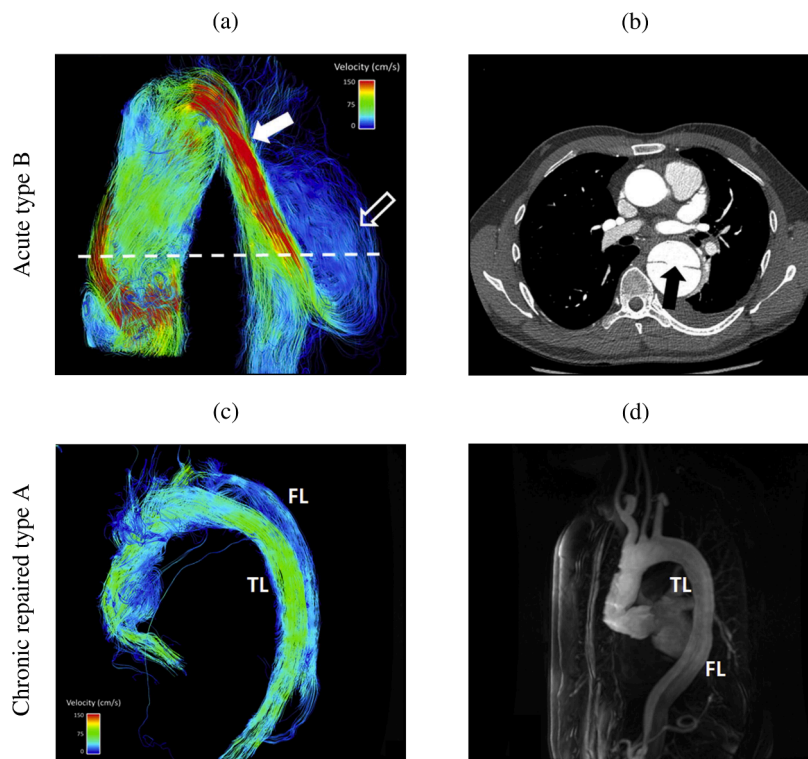 (a)
(b)
Acute type B
Velocity (cm/s)
150
75
0
(c)
(d)
Chronic repaired type A
FL
TL
Velocity (cm/s)
150
75
0
TL
FL